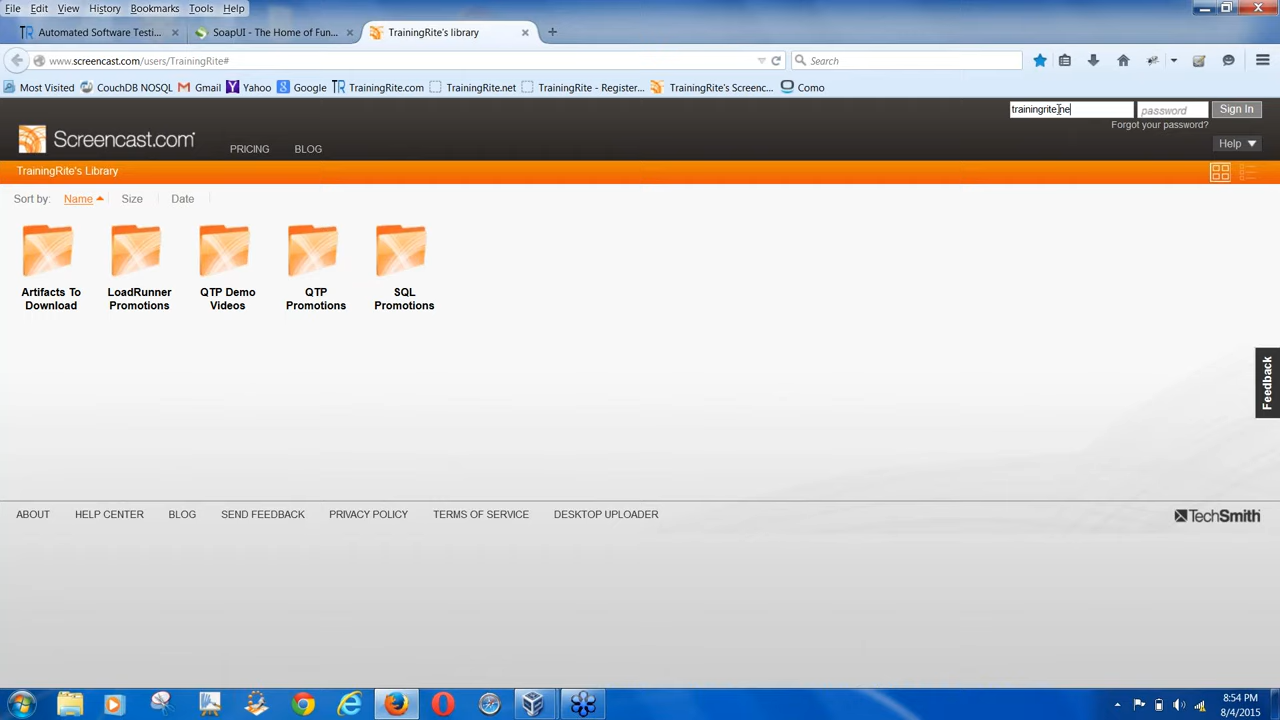 File Edit View History Bookmarks Tools Help
Automated Software Testi... SoapUI - The Home of Fun... TrainingRite's library
www.screencast.com/users/TrainingRite# Search
Most Visited CouchDB NOSQL Gmail Yahoo Google TrainingRite.com TrainingRite.net TrainingRite - Register... TrainingRite's Screenc... Como
trainingrite.ne password Sign In
Forgot your password?
Screencast.com PRICING BLOG Help
TrainingRite's Library
Sort by: Name Size Date
Artifacts To Download
LoadRunner Promotions
QTP Demo Videos
QTP Promotions
SQL Promotions
Feedback
ABOUT HELP CENTER BLOG SEND FEEDBACK PRIVACY POLICY TERMS OF SERVICE DESKTOP UPLOADER TechSmith
8:54 PM
8/4/2015